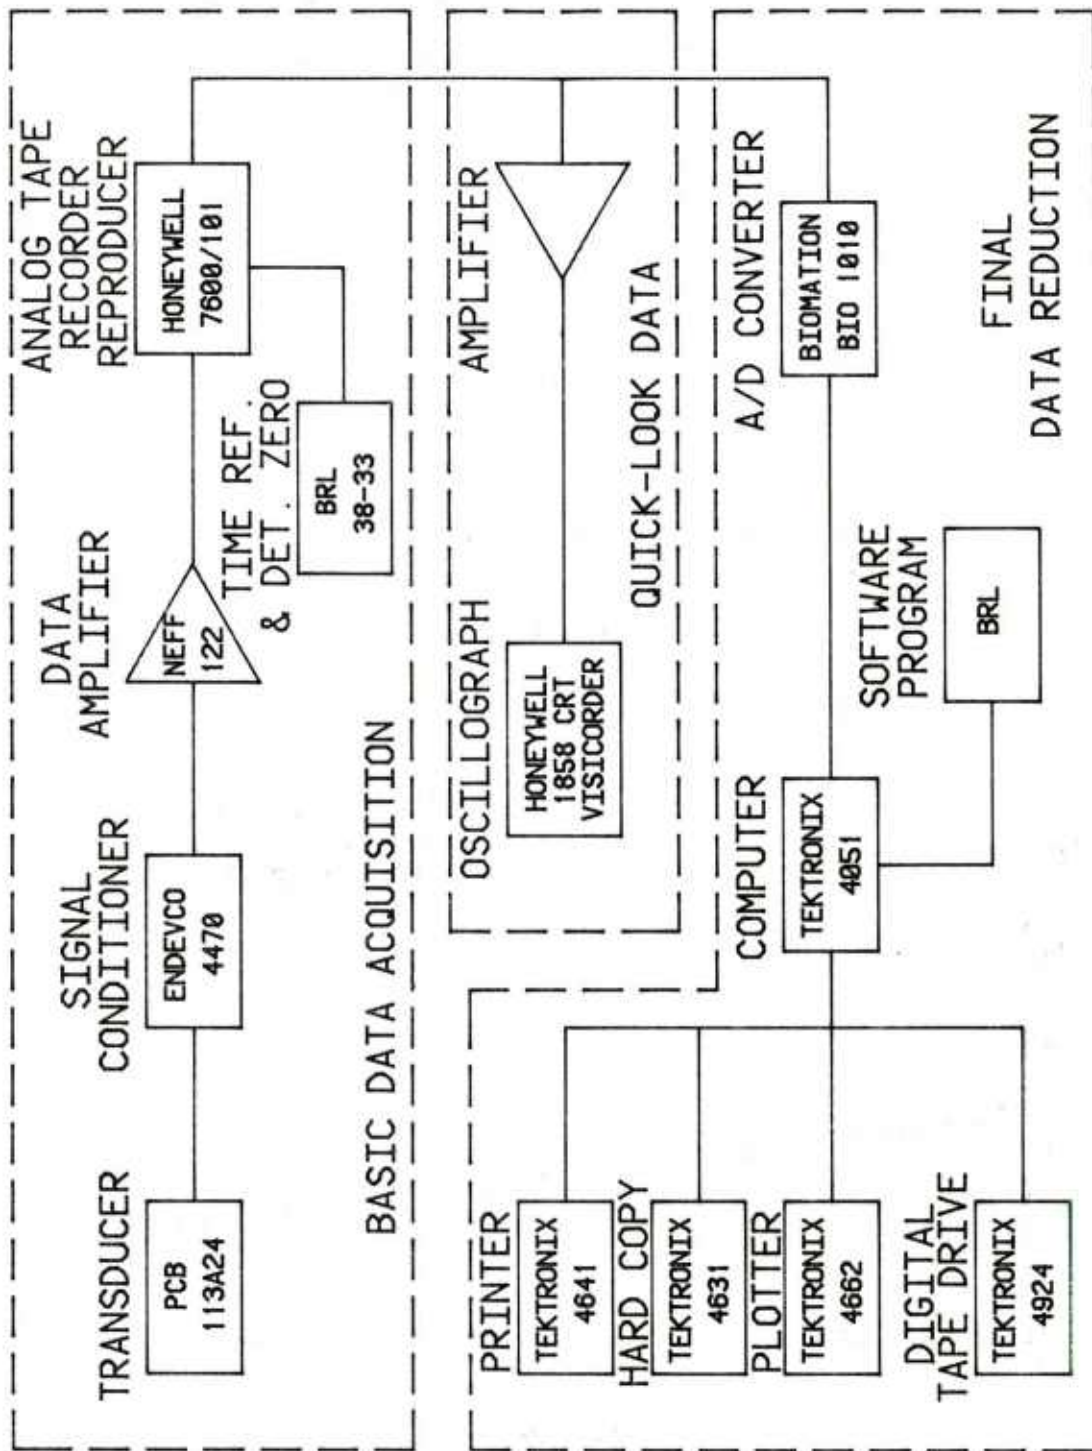 TRANSDUCER
PCB
113A24
SIGNAL
CONDITIONER
ENDEVCO
4470
DATA
AMPLIFIER
NEFF
122
ANALOG TAPE
RECORDER
REPRODUCER
HONEYWELL
7600/101
TIME REF.
& DET. ZERO
BRL
38-33
BASIC DATA ACQUISITION
OSCILLOGRAPH
HONEYWELL
1858 CRT
VISICORDER
AMPLIFIER
QUICK-LOOK DATA
PRINTER
TEKTRONIX
4641
HARD COPY
TEKTRONIX
4631
PLOTTER
TEKTRONIX
4662
DIGITAL
TAPE DRIVE
TEKTRONIX
4924
COMPUTER
TEKTRONIX
4051
SOFTWARE
PROGRAM
BRL
A/D CONVERTER
BIOMATION
BIO 1010
FINAL
DATA REDUCTION